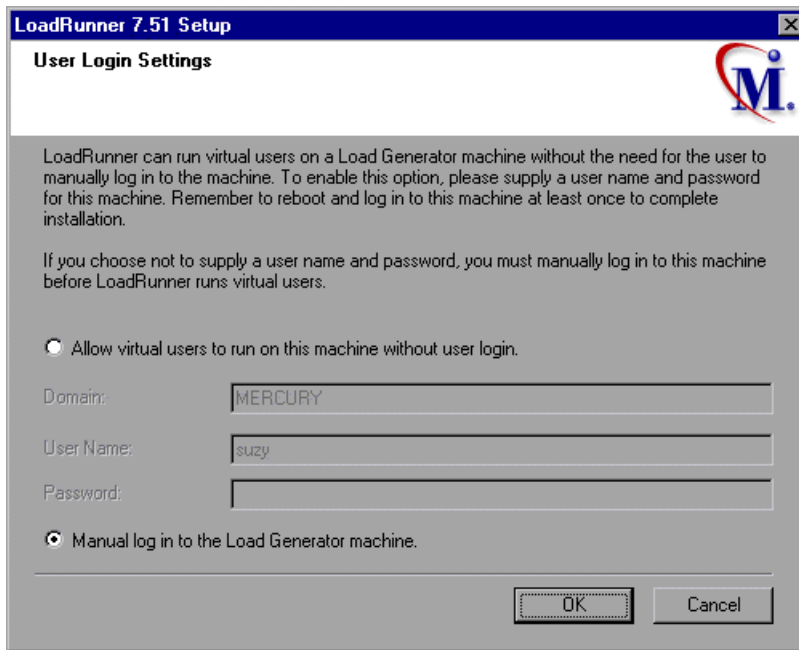 LoadRunner 7.51 Setup
User Login Settings
M.
LoadRunner can run virtual users on a Load Generator machine without the need for the user to
manually log in to the machine. To enable this option, please supply a user name and password
for this machine. Remember to reboot and log in to this machine at least once to complete
installation.
If you choose not to supply a user name and password, you must manually log in to this machine
before LoadRunner runs virtual users.
Allow virtual users to run on this machine without user login.
Domain: MERCURY
User Name: suzy
Password:
Manual log in to the Load Generator machine.
OK Cancel